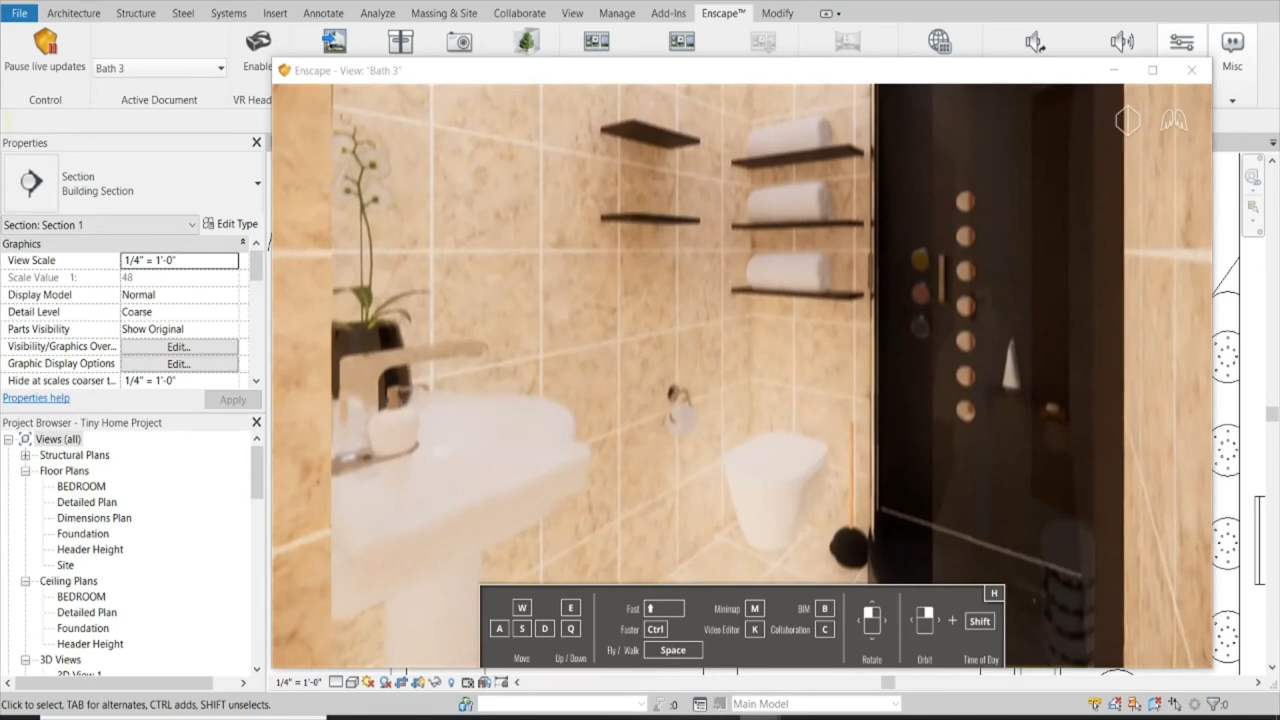 File Architecture Structure Steel Systems Insert Annotate Analyze Massing & Site Collaborate View Manage Add-Ins Enscape™ Modify
Pause live updates
Bath 3
Enable
Misc
Control Active Document VR Head
Enscape - View: "Bath 3"
Properties
Section
Building Section
Section: Section 1 Edit Type
Graphics
View Scale 1/4" = 1'-0"
Scale Value 1: 48
Display Model Normal
Detail Level Coarse
Parts Visibility Show Original
Visibility/Graphics Over... Edit...
Graphic Display Options Edit...
Hide at scales coarser t... 1/4" = 1'-0"
Properties help Apply
Project Browser - Tiny Home Project
Views (all)
Structural Plans
Floor Plans
BEDROOM
Detailed Plan
Dimensions Plan
Foundation
Header Height
Site
Ceiling Plans
BEDROOM
Detailed Plan
Foundation
Header Height
3D Views
3D View 1
H
W E Fast Minimap M BIM B
A S D Q Faster Ctrl Video Editor K Collaboration C + Shift
Fly / Walk Space
Move Up / Down Rotate Orbit Time of Day
1/4" = 1'-0"
Click to select, TAB for alternates, CTRL adds, SHIFT unselects. :0 Main Model :0